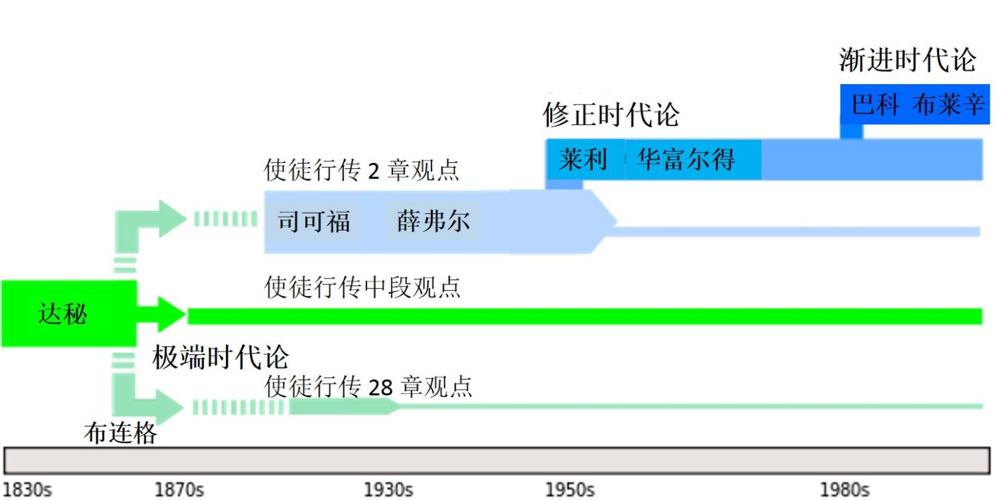 渐进时代论
巴科 布莱辛
修正时代论
莱利 华富尔得
使徒行传 2 章观点
司可福 薛弗尔
使徒行传中段观点
达秘
极端时代论
使徒行传 28 章观点
布连格
1830s 1870s 1930s 1950s 1980s